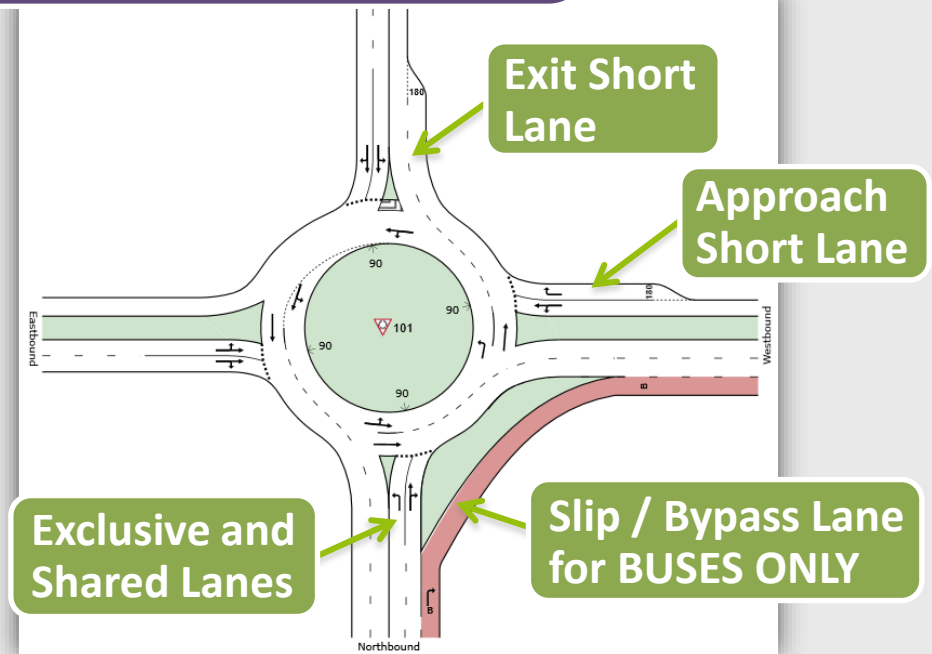 180
Exit Short
Lane
Approach
Short Lane
180
90
90
Eastbound
101
Westbound
90
90
B
Exclusive and
Shared Lanes
Slip / Bypass Lane
for BUSES ONLY
B
Northbound